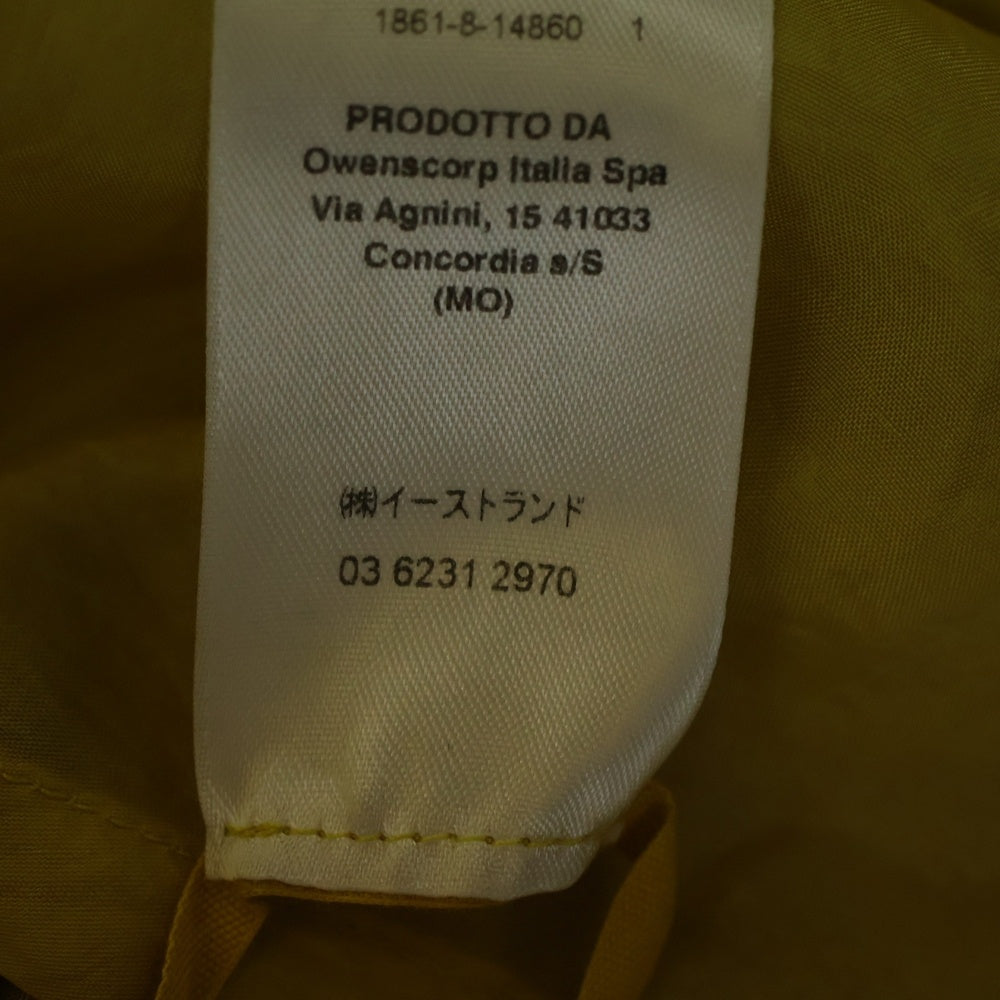 1861-8-14860 1
PRODOTTO DA
Owenscorp Italia Spa
Via Agnini, 15 41033
Concordia s/S
(MO)
㈱イーストランド
03 6231 2970